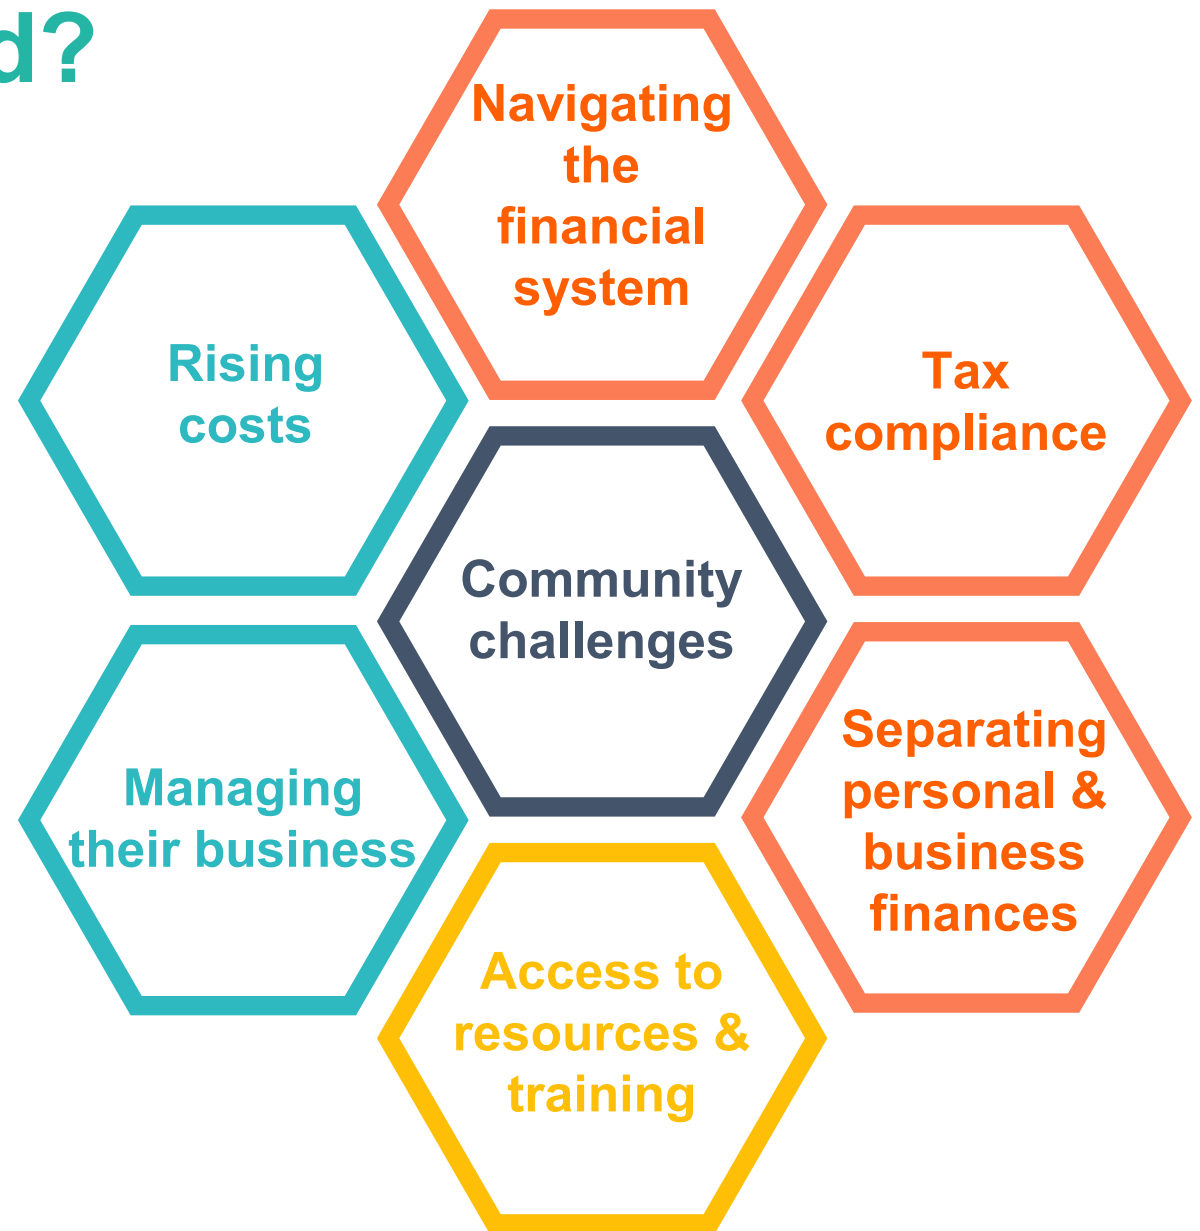 d?
Navigating
the
financial
system
Rising
costs
Tax
compliance
Community
challenges
Managing
their business
Separating
personal &
business
finances
Access to
resources &
training